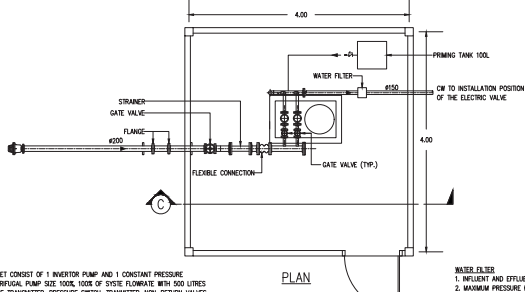 4.00
PRIMING TANK 100L
WATER FILTER
ø150
CW TO INSTALLATION POSITION
OF THE ELECTRIC VALVE
STRAINER
GATE VALVE
FLANGE
ø200
4.00
GATE VALVE (TYP.)
FLEXIBLE CONNECTION
C
PLAN
ET CONSIST OF 1 INVERTOR PUMP AND 1 CONSTANT PRESSURE
RIFUGAL PUMP SIZE 100%, 100% OF SYSTE FLOWRATE WITH 500 LITRES
WATER FILTER
1. INFLUENT AND EFFLUE
2. MAXIMUM PRESSURE